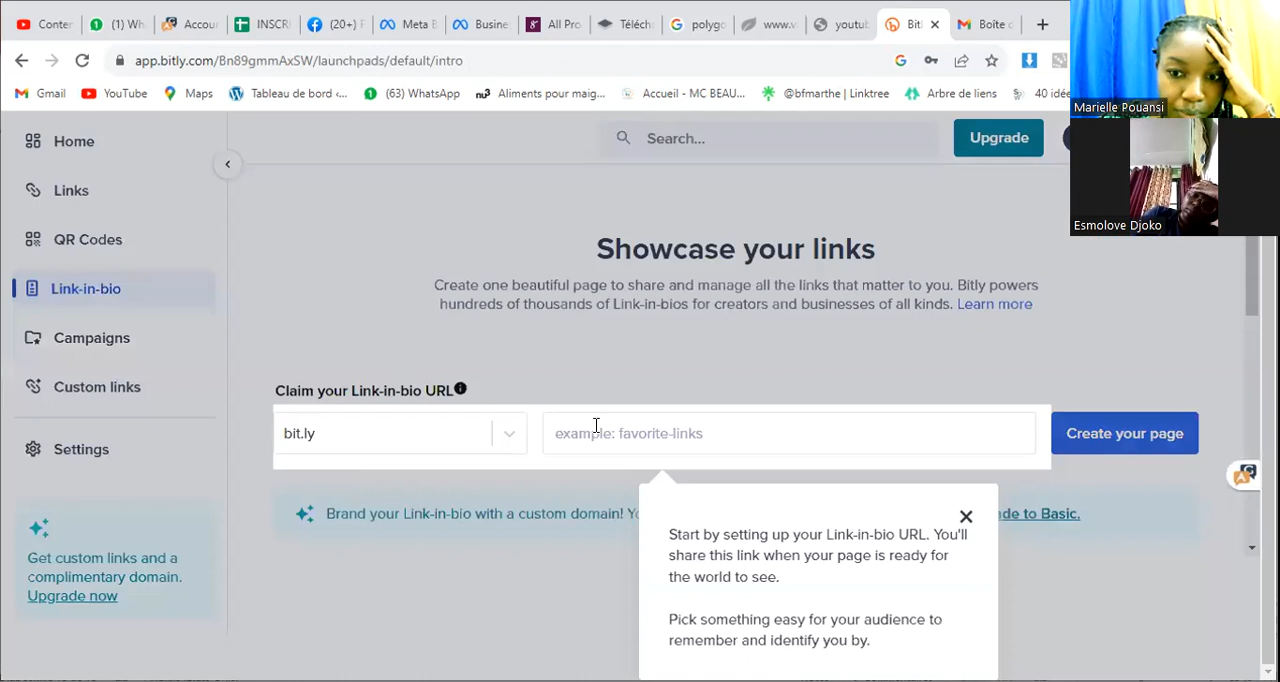 Conter
(1) Wh
Accou
INSCRI
(20+) F
Meta B
Busine
All Pro
Téléch
polyg
www.v
youtu
Bitl
Boîte d
app.bitly.com/Bn89gmmAxSW/launchpads/default/intro
Gmail
YouTube
Maps
Tableau de bord ‹...
(63) WhatsApp
Aliments pour maig...
Accueil - MC BEAU...
@bfmarthe | Linktree
Arbre de liens
40 idée
Marielle Pouansi
Esmolove Djoko
Home
Links
QR Codes
Link-in-bio
Campaigns
Custom links
Settings
Get custom links and a
complimentary domain.
Upgrade now
Search...
Upgrade
Showcase your links
Create one beautiful page to share and manage all the links that matter to you. Bitly powers
hundreds of thousands of Link-in-bios for creators and businesses of all kinds. Learn more
Claim your Link-in-bio URL
bit.ly
example: favorite-links
Create your page
Brand your Link-in-bio with a custom domain! Yo
de to Basic.
Start by setting up your Link-in-bio URL. You'll
share this link when your page is ready for
the world to see.
Pick something easy for your audience to
remember and identify you by.